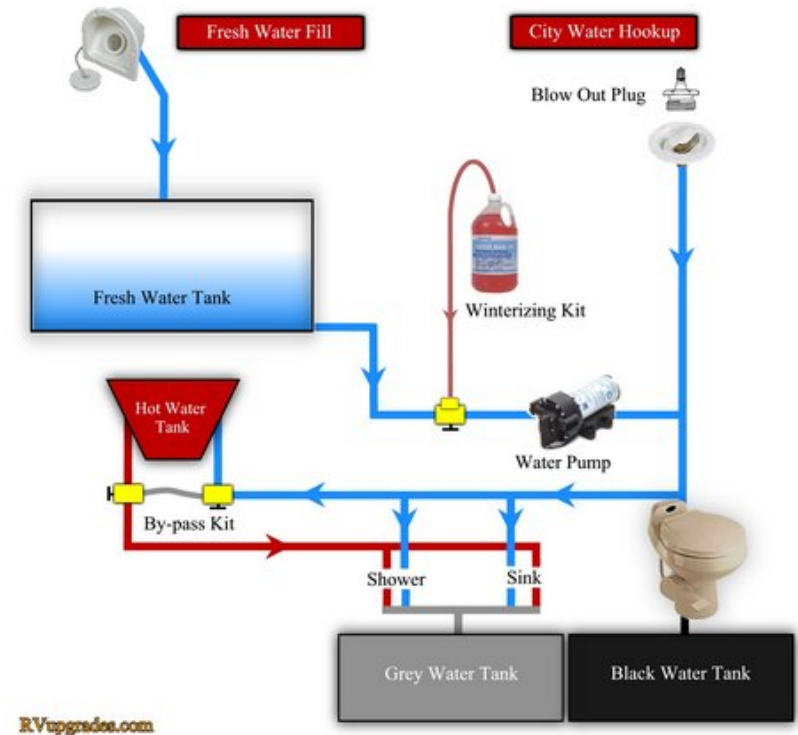 Fresh Water Fill
City Water Hookup
Blow Out Plug
Fresh Water Tank
Winterizing Kit
Hot Water
Tank
Water Pump
By-pass Kit
Shower
Sink
Grey Water Tank
Black Water Tank
RVupgrades.com